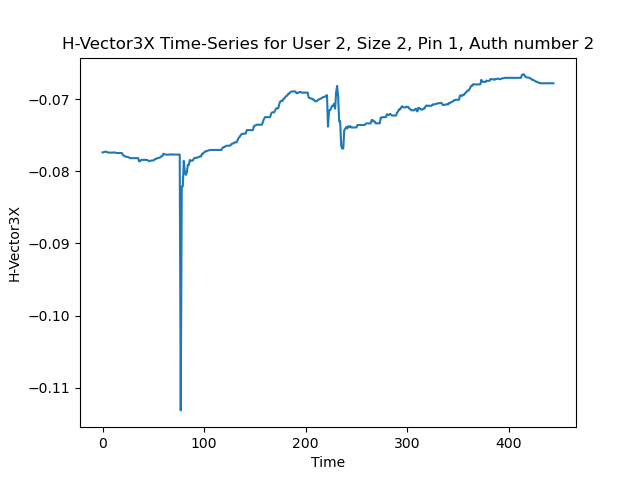 H-Vector3X Time-Series for User 2, Size 2, Pin 1, Auth number 2
−0.07
−0.08
−0.09
−0.10
−0.11
H-Vector3X
0 100 200 300 400
Time